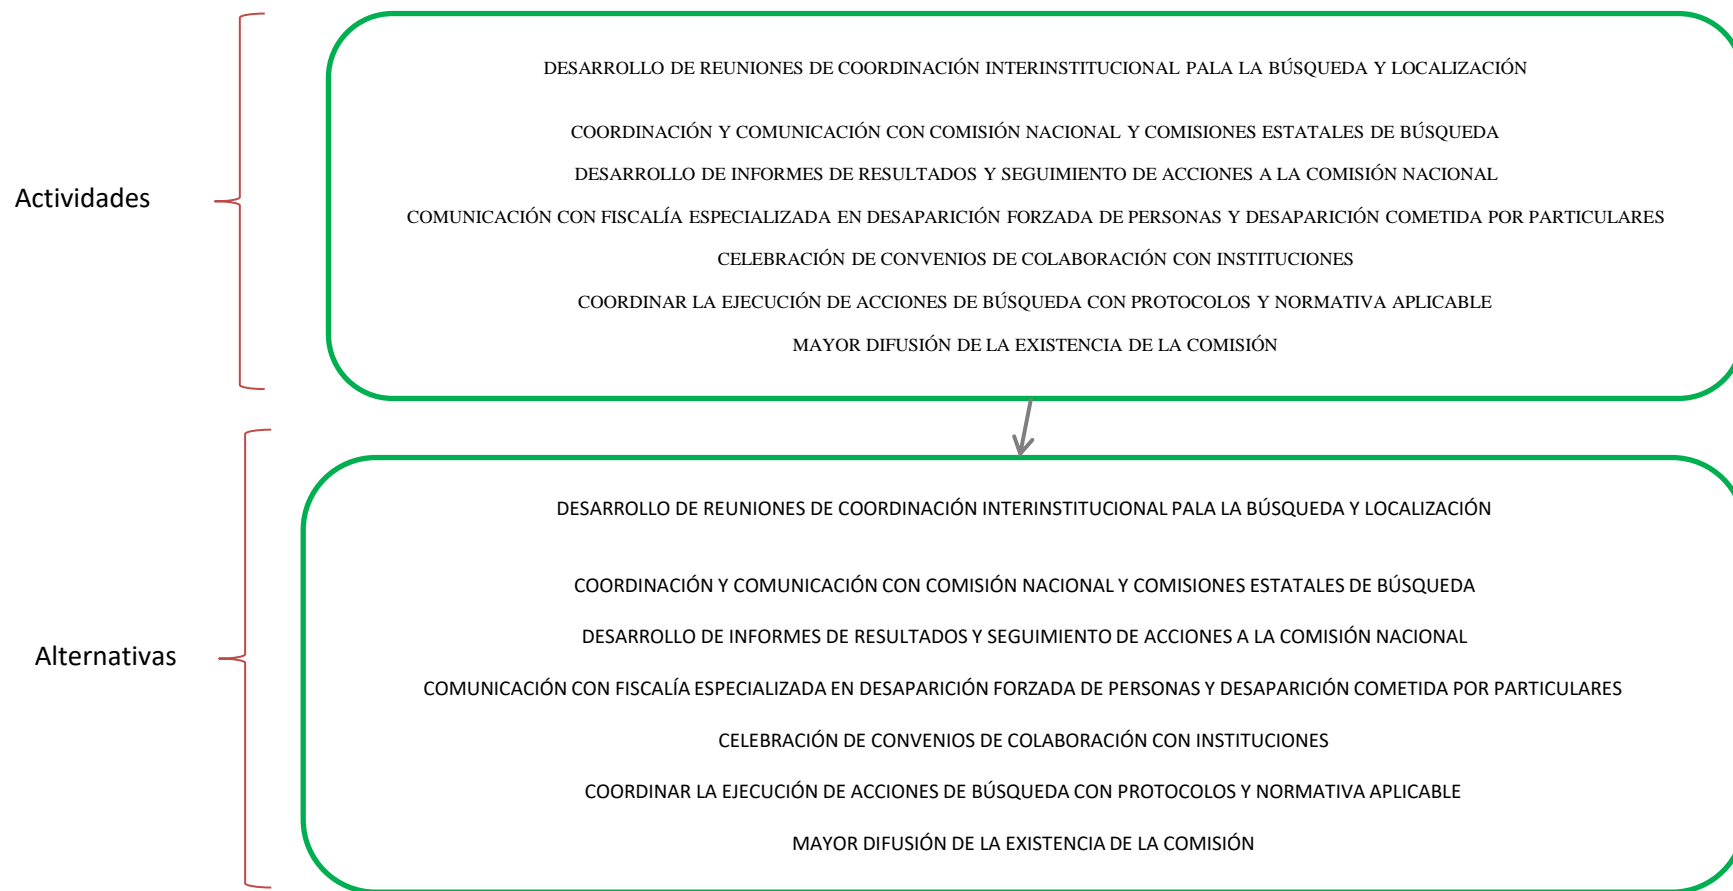 Actividades
DESARROLLO DE REUNIONES DE COORDINACIÓN INTERINSTITUCIONAL PALA LA BÚSQUEDA Y LOCALIZACIÓN
COORDINACIÓN Y COMUNICACIÓN CON COMISIÓN NACIONAL Y COMISIONES ESTATALES DE BÚSQUEDA
DESARROLLO DE INFORMES DE RESULTADOS Y SEGUIMIENTO DE ACCIONES A LA COMISIÓN NACIONAL
COMUNICACIÓN CON FISCALÍA ESPECIALIZADA EN DESAPARICIÓN FORZADA DE PERSONAS Y DESAPARICIÓN COMETIDA POR PARTICULARES
CELEBRACIÓN DE CONVENIOS DE COLABORACIÓN CON INSTITUCIONES
COORDINAR LA EJECUCIÓN DE ACCIONES DE BÚSQUEDA CON PROTOCOLOS Y NORMATIVA APLICABLE
MAYOR DIFUSIÓN DE LA EXISTENCIA DE LA COMISIÓN
Alternativas
DESARROLLO DE REUNIONES DE COORDINACIÓN INTERINSTITUCIONAL PALA LA BÚSQUEDA Y LOCALIZACIÓN
COORDINACIÓN Y COMUNICACIÓN CON COMISIÓN NACIONAL Y COMISIONES ESTATALES DE BÚSQUEDA
DESARROLLO DE INFORMES DE RESULTADOS Y SEGUIMIENTO DE ACCIONES A LA COMISIÓN NACIONAL
COMUNICACIÓN CON FISCALÍA ESPECIALIZADA EN DESAPARICIÓN FORZADA DE PERSONAS Y DESAPARICIÓN COMETIDA POR PARTICULARES
CELEBRACIÓN DE CONVENIOS DE COLABORACIÓN CON INSTITUCIONES
COORDINAR LA EJECUCIÓN DE ACCIONES DE BÚSQUEDA CON PROTOCOLOS Y NORMATIVA APLICABLE
MAYOR DIFUSIÓN DE LA EXISTENCIA DE LA COMISIÓN